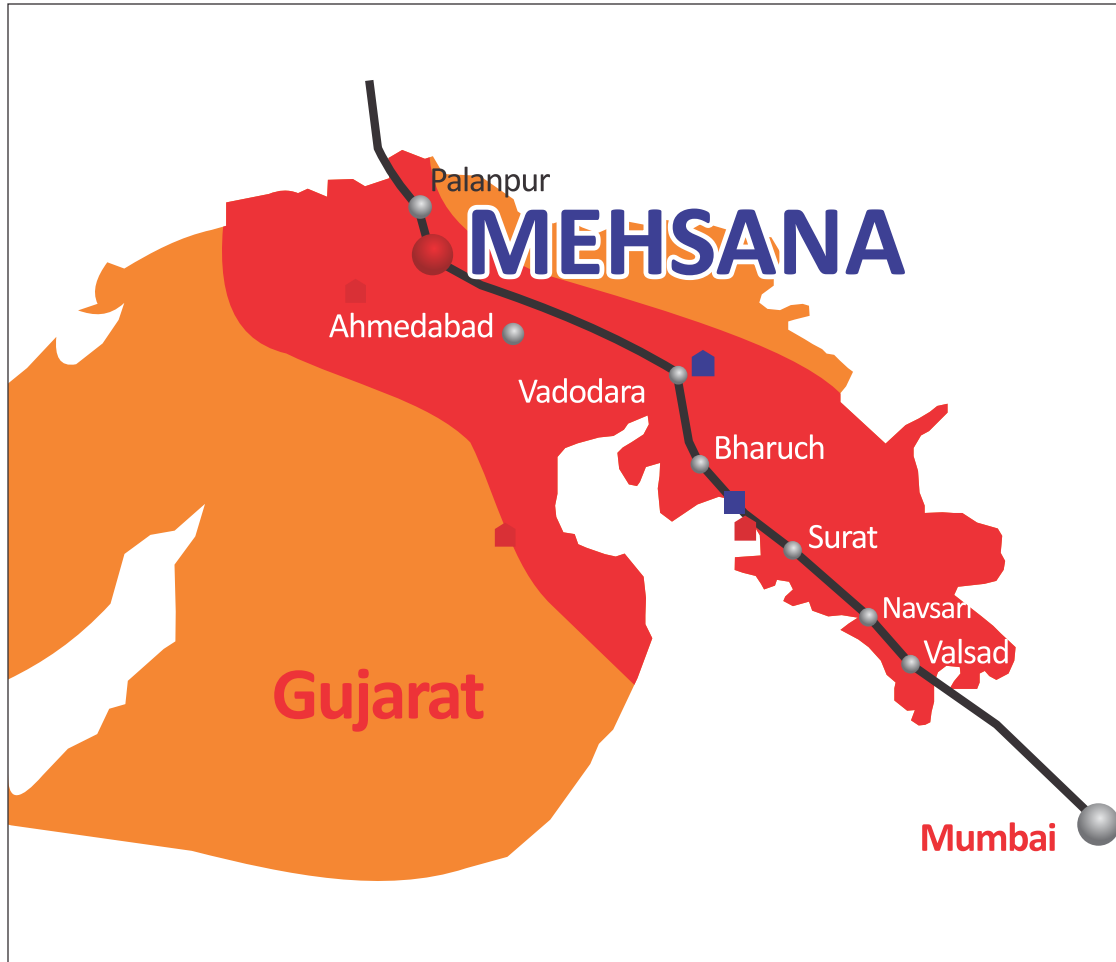 Palanpur
MEHSANA
Ahmedabad
Vadodara
Bharuch
Surat
Navsari
Valsad
Gujarat
Mumbai